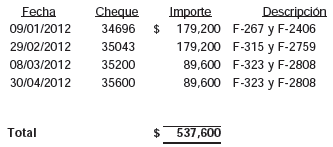 Fecha Cheque Importe Descripción
09/01/2012 34696 $ 179,200 F-267 y F-2406
29/02/2012 35043 179,200 F-315 y F-2759
08/03/2012 35200 89,600 F-323 y F-2808
30/04/2012 35600 89,600 F-323 y F-2808
Total $ 537,600